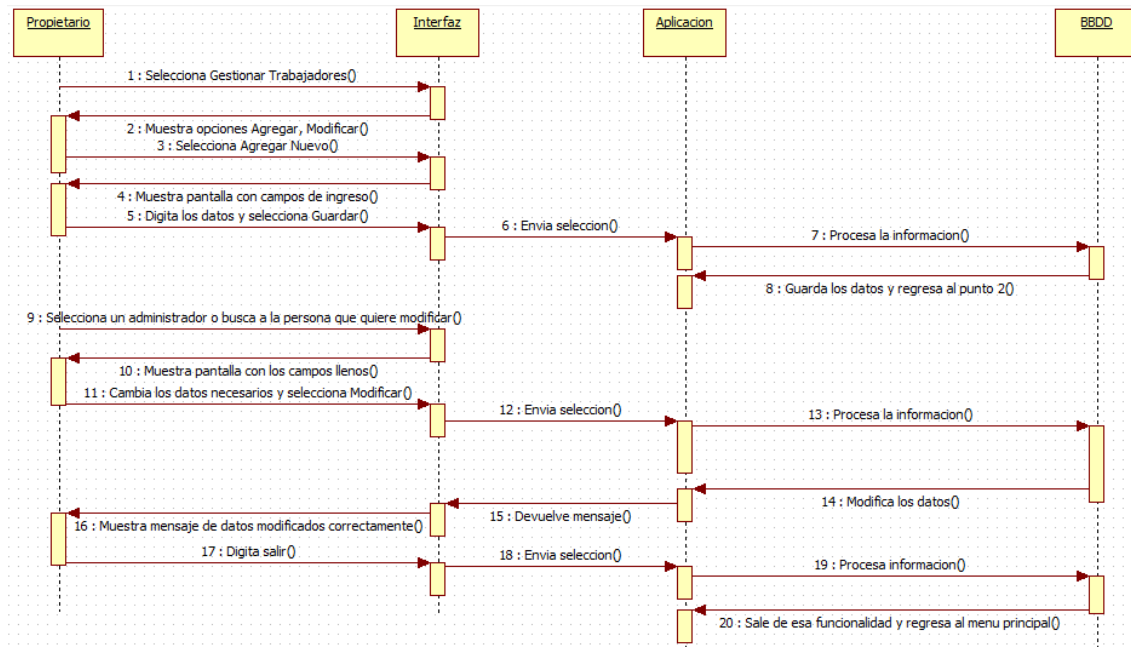 Propietario
Interfaz
Aplicacion
BBDD
1 : Selecciona Gestionar Trabajadores()
2 : Muestra opciones Agregar, Modificar()
3 : Selecciona Agregar Nuevo()
4 : Muestra pantalla con campos de ingreso()
5 : Digita los datos y selecciona Guardar()
6 : Envia seleccion()
7 : Procesa la informacion()
8 : Guarda los datos y regresa al punto 2()
9 : Selecciona un administrador o busca a la persona que quiere modificar()
10 : Muestra pantalla con los campos llenos()
11 : Cambia los datos necesarios y selecciona Modificar()
12 : Envia seleccion()
13 : Procesa la informacion()
14 : Modifica los datos()
15 : Devuelve mensaje()
16 : Muestra mensaje de datos modificados correctamente()
17 : Digita salir()
18 : Envia seleccion()
19 : Procesa informacion()
20 : Sale de esa funcionalidad y regresa al menu principal()